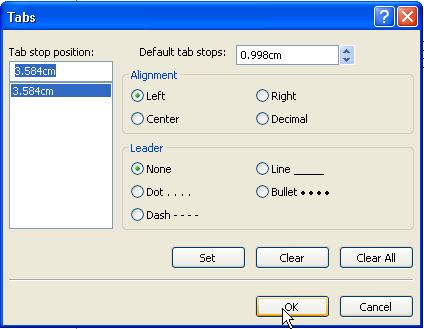 Tabs
Tab stop position:
Default tab stops: 0.998cm
3.584cm
3.584cm
Alignment
Left Right
Center Decimal
Leader
None Line _____
Dot . . . . Bullet • • • •
Dash - - - -
Set Clear Clear All
OK Cancel